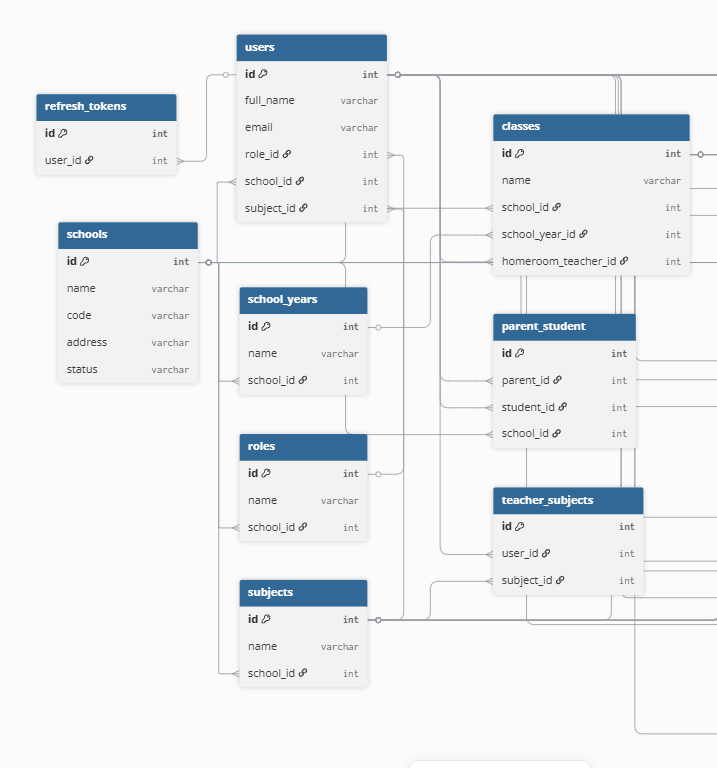 users
id int
full_name varchar
email varchar
role_id int
school_id int
subject_id int
refresh_tokens
id int
user_id int
schools
id int
name varchar
code varchar
address varchar
status varchar
school_years
id int
name varchar
school_id int
roles
id int
name varchar
school_id int
subjects
id int
name varchar
school_id int
classes
id int
name varchar
school_id int
school_year_id int
homeroom_teacher_id int
parent_student
id int
parent_id int
student_id int
school_id int
teacher_subjects
id int
user_id int
subject_id int